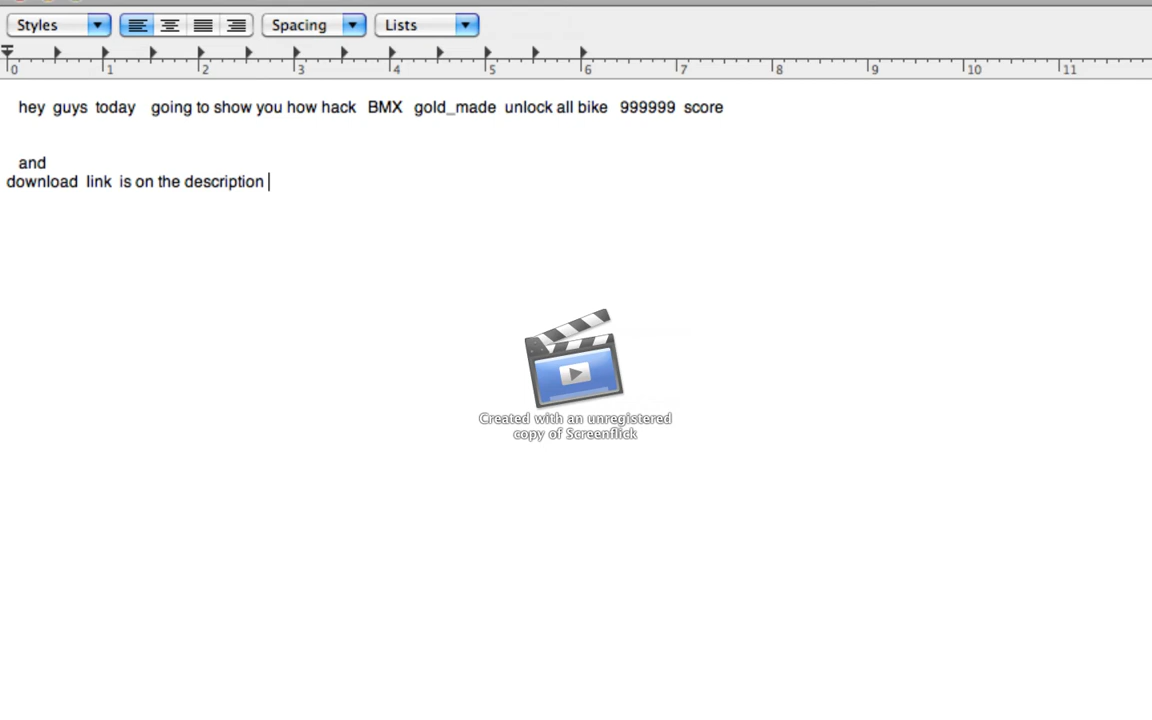 Styles Spacing Lists
0 1 2 3 4 5 6 7 8 9 10 11
hey guys today going to show you how hack BMX gold_made unlock all bike 999999 score
and
download link is on the description
Created with an unregistered
copy of Screenflick